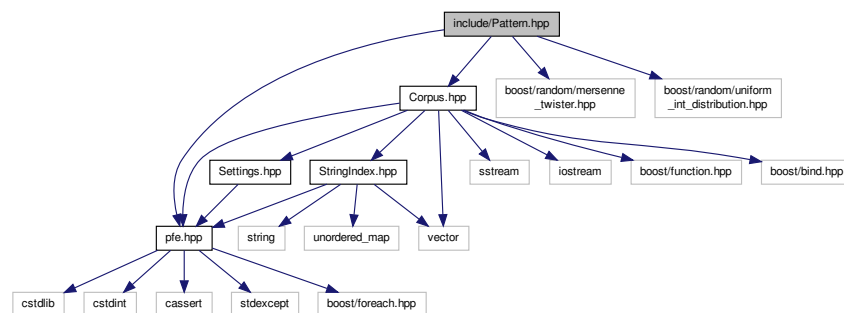 include/Pattern.hpp
boost/random/mersenne
_twister.hpp
boost/random/uniform
_int_distribution.hpp
Corpus.hpp
Settings.hpp
StringIndex.hpp
sstream
iostream
boost/function.hpp
boost/bind.hpp
pfe.hpp
string
unordered_map
vector
cstdlib
cstdint
cassert
stdexcept
boost/foreach.hpp